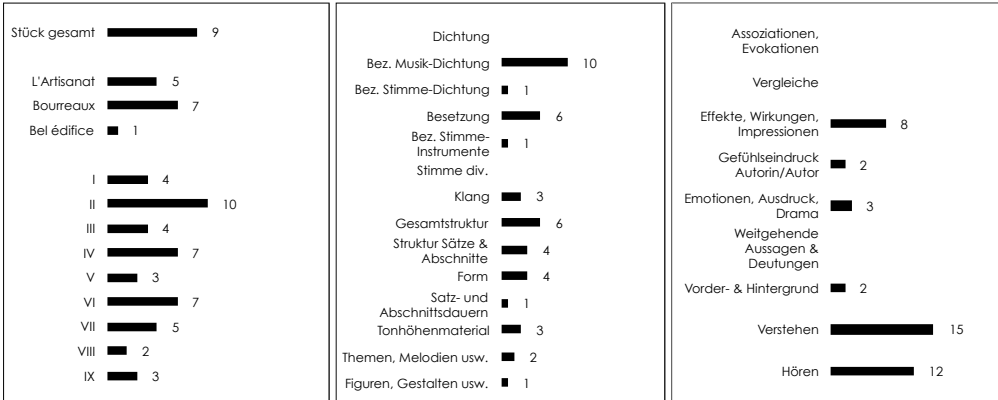 Stück gesamt 9
L'Artisanat 5
Bourreaux 7
Bel édifice 1
I 4
II 10
III 4
IV 7
V 3
VI 7
VII 5
VIII 2
IX 3
Dichtung
Bez. Musik-Dichtung 10
Bez. Stimme-Dichtung 1
Besetzung 6
Bez. Stimme-
Instrumente 1
Stimme div.
Klang 3
Gesamtstruktur 6
Struktur Sätze &
Abschnitte 4
Form 4
Satz- und
Abschnittsdauern 1
Tonhöhenmaterial 3
Themen, Melodien usw. 2
Figuren, Gestalten usw. 1
Assoziationen,
Evokationen
Vergleiche
Effekte, Wirkungen,
Impressionen 8
Gefühlseindruck
Autorin/Autor 2
Emotionen, Ausdruck,
Drama 3
Weitgehende
Aussagen &
Deutungen
Vorder- & Hintergrund 2
Verstehen 15
Hören 12